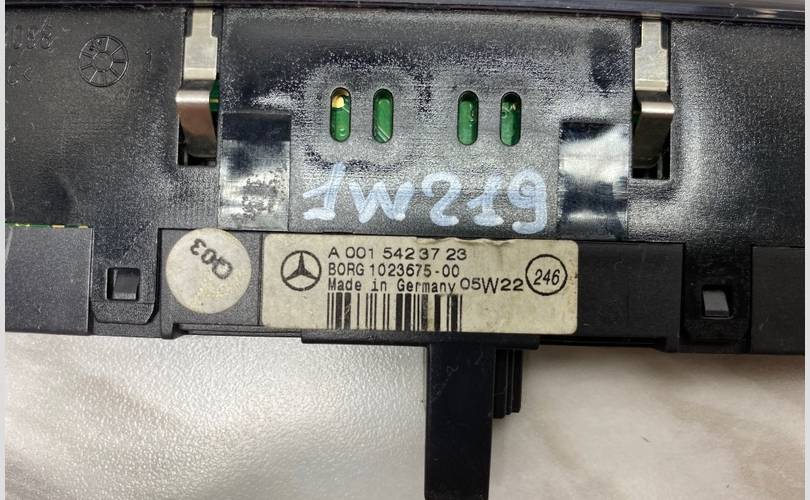 1W219
Q03
A 001 542 37 23
BORG 1023675-00
Made in Germany 05W22 246